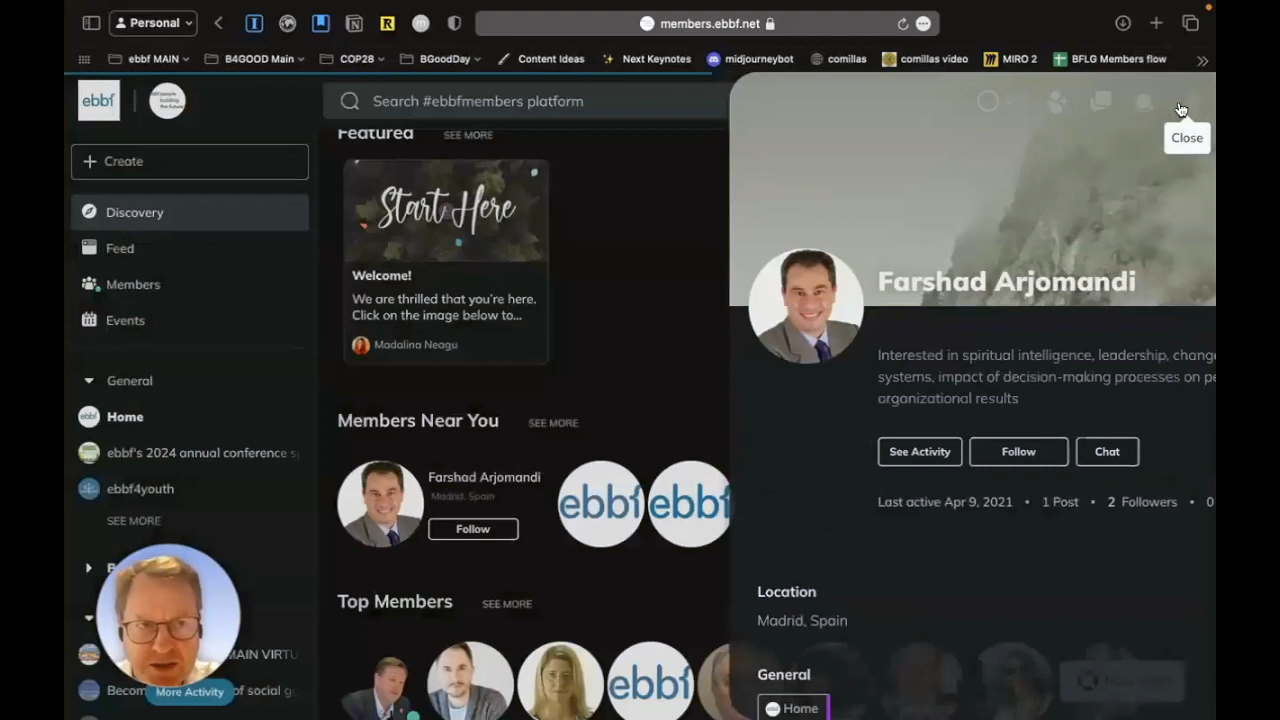 Personal
members.ebbf.net
ebbf MAIN
B4GOOD Main
COP28
BGoodDay
Content Ideas
Next Keynotes
midjourneybot
comillas
comillas video
MIRO 2
BFLG Members flow
ebbf
Search #ebbfmembers platform
Close
Create
Discovery
Feed
Members
Events
General
Home
ebbf's 2024 annual conference
ebbf4youth
SEE MORE
MAIN VIRTU
Becom
of social g
More Activity
Featured
SEE MORE
Start Here
Welcome!
We are thrilled that you're here.
Click on the image below to...
Madalina Neagu
Members Near You
SEE MORE
Farshad Arjomandi
Madrid, Spain
Follow
ebbf
ebbf
Top Members
SEE MORE
ebbf
Farshad Arjomandi
Interested in spiritual intelligence, leadership, chang
systems, impact of decision-making processes on pe
organizational results
See Activity
Follow
Chat
Last active Apr 9, 2021 • 1 Post • 2 Followers • 0
Location
Madrid, Spain
General
Home